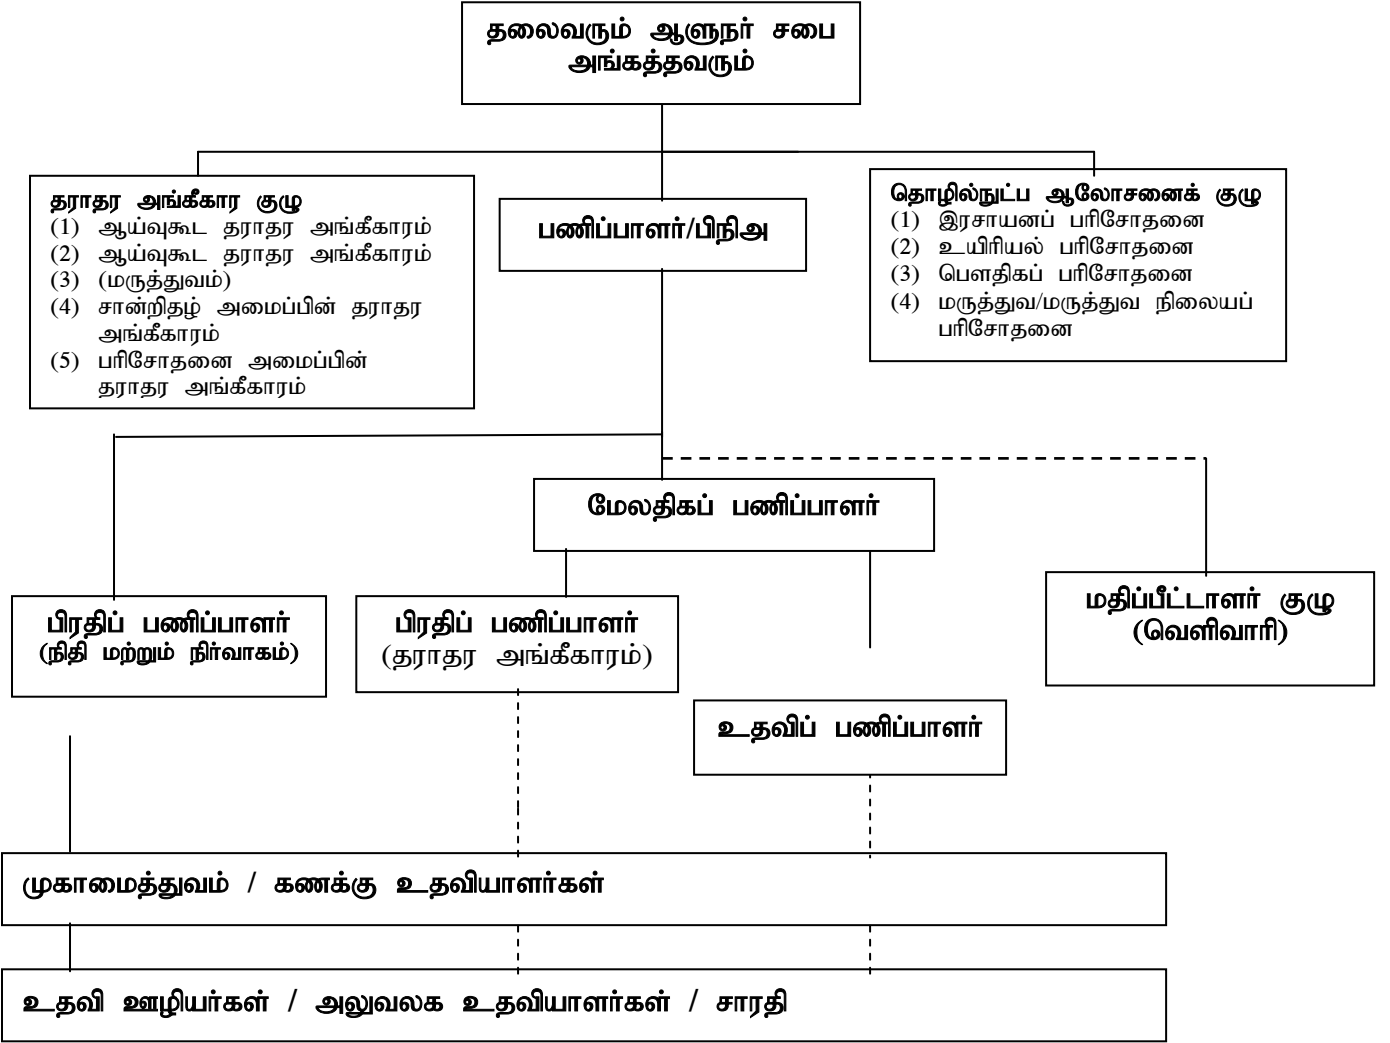 தலைவரும் ஆளுநர் சபை
அங்கத்தவரும்
தராதர அங்கீகார குழு
(1) ஆய்வுகூட தராதர அங்கீகாரம்
(2) ஆய்வுகூட தராதர அங்கீகாரம்
(3) (மருத்துவம்)
(4) சான்றிதழ் அமைப்பின் தராதர
அங்கீகாரம்
(5) பரிசோதனை அமைப்பின்
தராதர அங்கீகாரம்
பணிப்பாளர்/பிநிஅ
தொழில்நுட்ப ஆலோசனைக் குழு
(1) இரசாயனப் பரிசோதனை
(2) உயிரியல் பரிசோதனை
(3) பௌதிகப் பரிசோதனை
(4) மருத்துவ/மருத்துவ நிலையப்
பரிசோதனை
மேலதிகப் பணிப்பாளர்
பிரதிப் பணிப்பாளர்
(நிதி மற்றும் நிர்வாகம்)
பிரதிப் பணிப்பாளர்
(தராதர அங்கீகாரம்)
மதிப்பீட்டாளர் குழு
(வெளிவாரி)
உதவிப் பணிப்பாளர்
முகாமைத்துவம் / கணக்கு உதவியாளர்கள்
உதவி ஊழியர்கள் / அலுவலக உதவியாளர்கள் / சாரதி